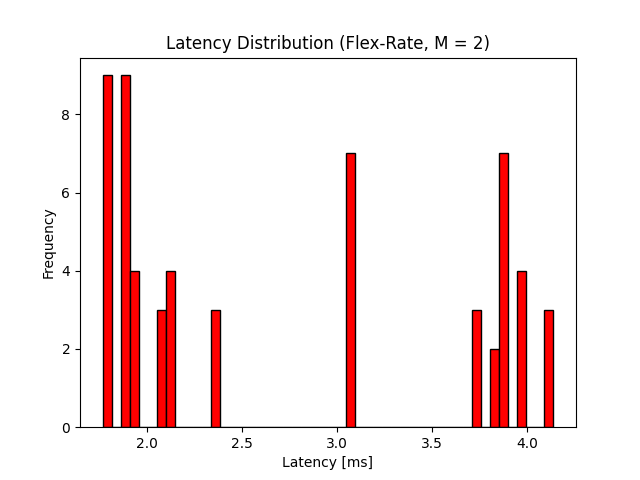 Latency Distribution (Flex-Rate, M = 2)
8
6
4
2
0
Frequency
2.0 2.5 3.0 3.5 4.0
Latency [ms]